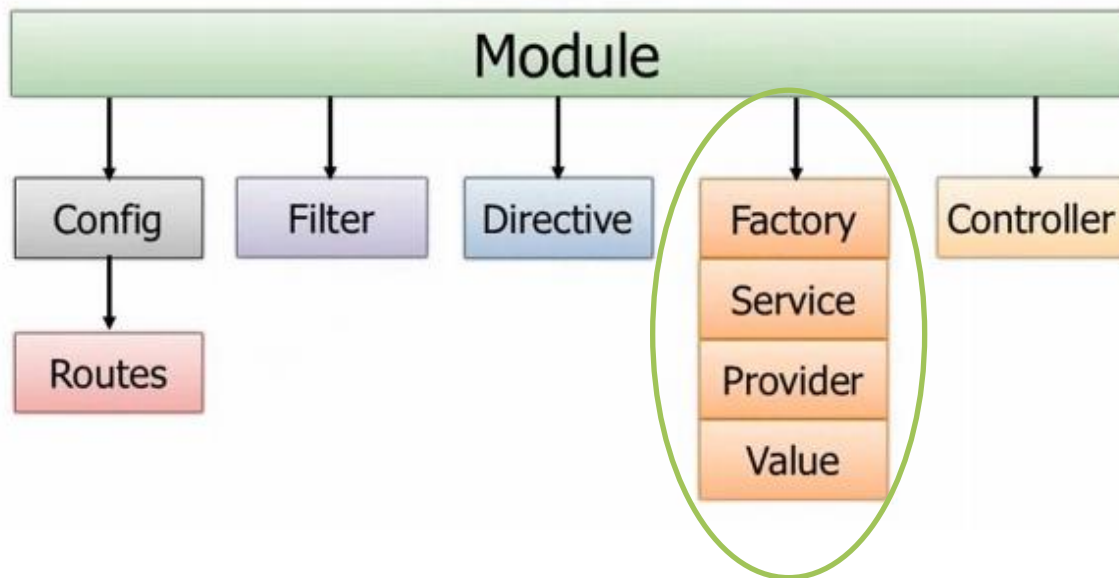 Module
Config
Filter
Directive
Factory
Controller
Service
Provider
Routes
Value